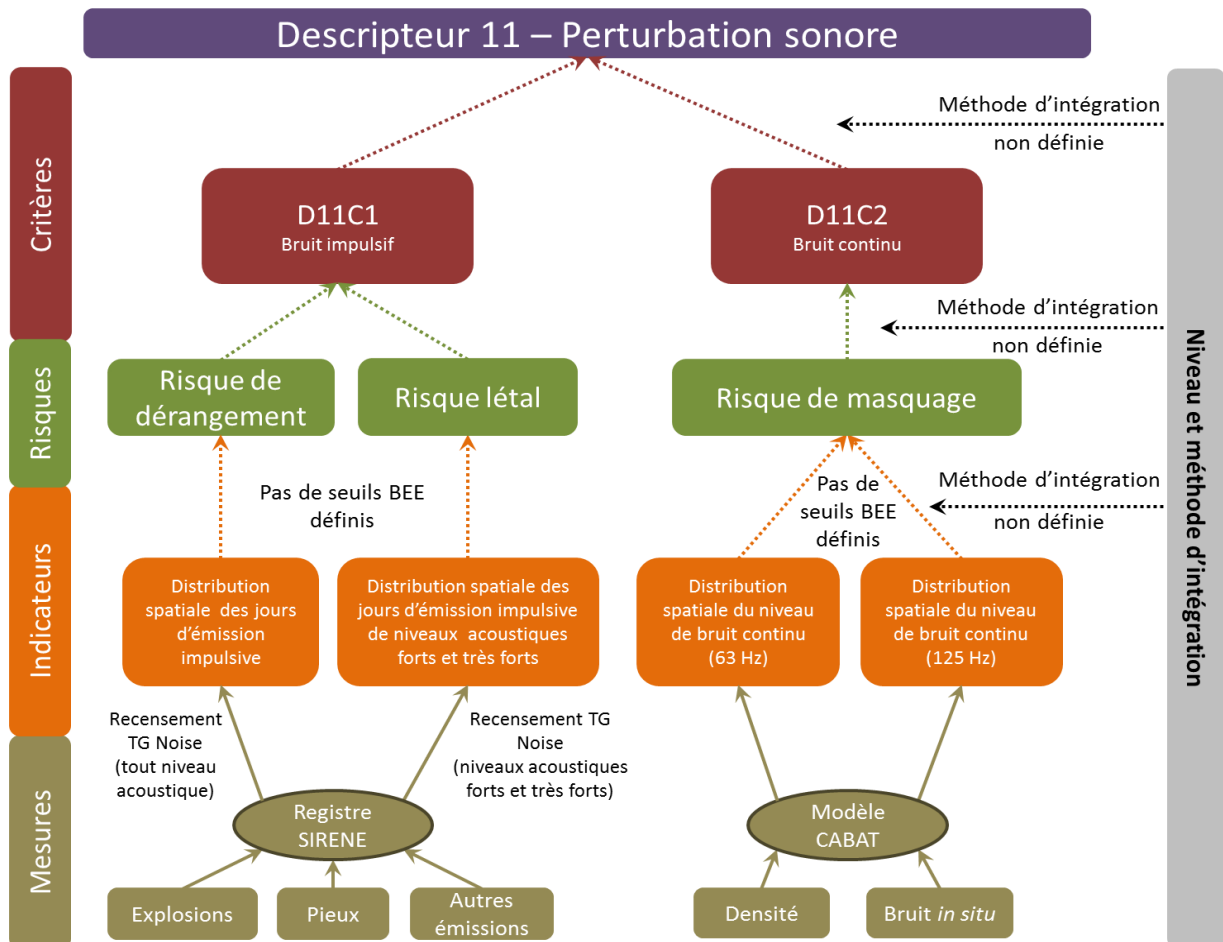 Descripteur 11 – Perturbation sonore
Critères
Méthode d'intégration
non définie
D11C1
Bruit impulsif
D11C2
Bruit continu
Méthode d'intégration
non définie
Niveau et méthode d'intégration
Risques
Risque de
dérangement
Risque létal
Risque de masquage
Pas de seuils BEE
définis
Pas de
seuils BEE
définis
Méthode d'intégration
non définie
Indicateurs
Distribution
spatiale des jours
d'émission
impulsive
Distribution spatiale des
jours d'émission impulsive
de niveaux acoustiques
forts et très forts
Distribution
spatiale du niveau
de bruit continu
(63 Hz)
Distribution
spatiale du niveau
de bruit continu
(125 Hz)
Recensement
TG Noise
(tout niveau
acoustique)
Recensement TG
Noise
(niveaux acoustiques
forts et très forts)
Mesures
Registre
SIRENE
Modèle
CABAT
Explosions
Pieux
Autres
émissions
Densité
Bruit in situ